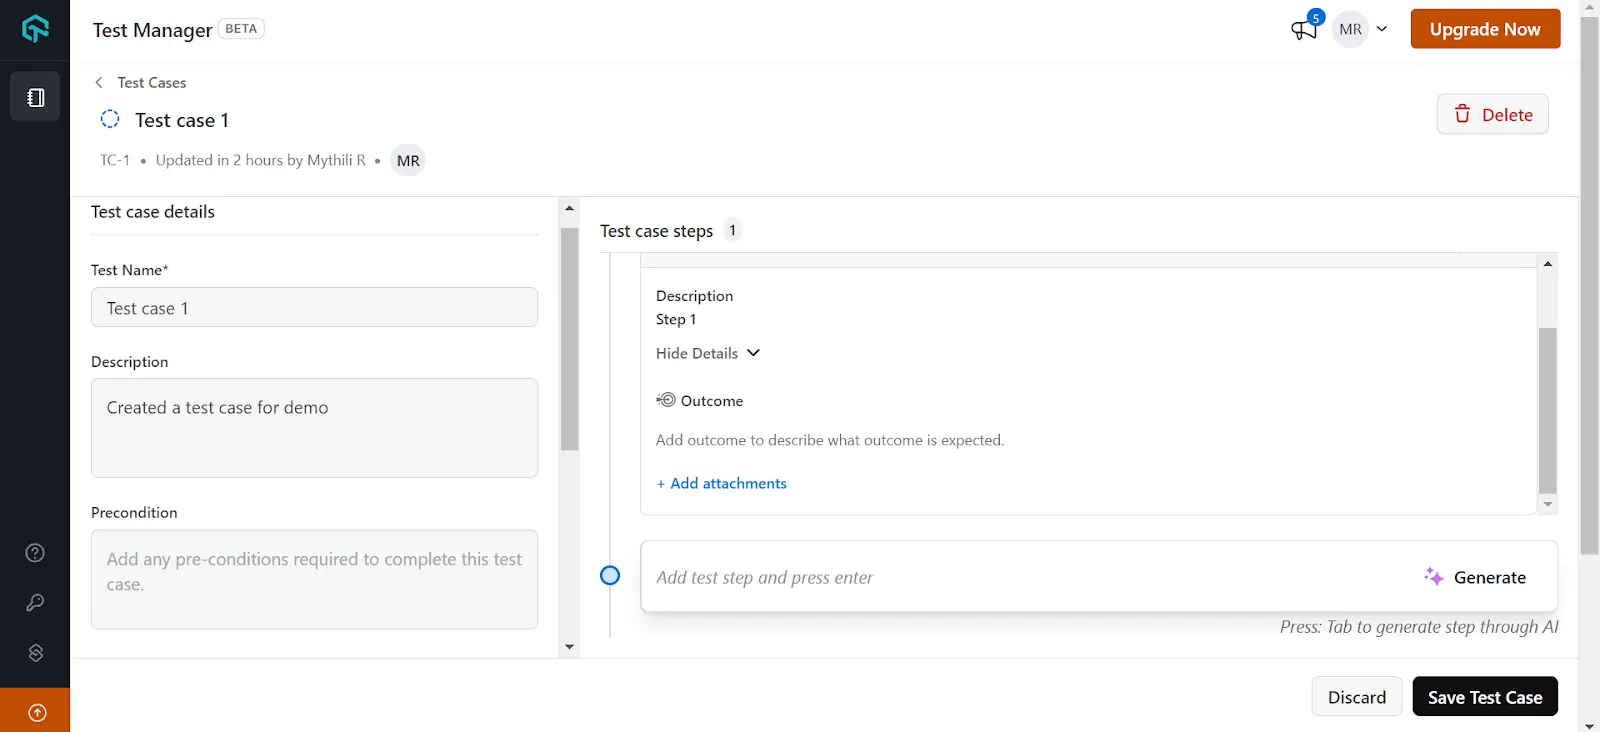 Test Manager BETA
5
MR
Upgrade Now
Test Cases
Test case 1
Delete
TC-1 • Updated in 2 hours by Mythili R • MR
Test case details
Test Name*
Test case 1
Description
Created a test case for demo
Precondition
Add any pre-conditions required to complete this test
case.
Test case steps 1
Description
Step 1
Hide Details
Outcome
Add outcome to describe what outcome is expected.
+ Add attachments
Add test step and press enter
Generate
Press: Tab to generate step through AI
Discard
Save Test Case